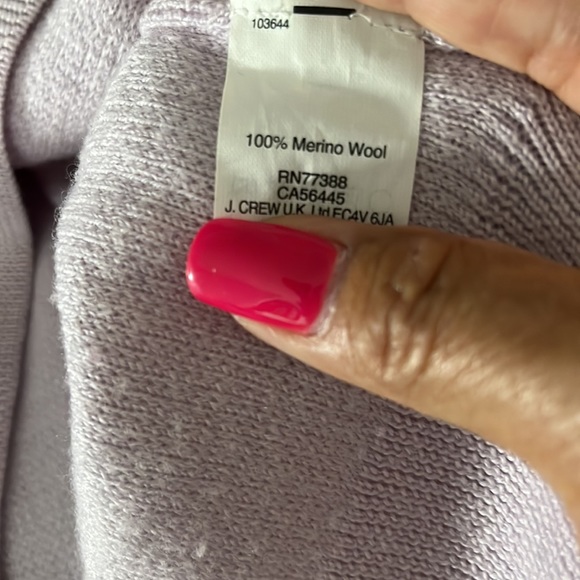 103644
100% Merino Wool
RN77388
CA56445
J. CREW U.K. Ltd EC4V 6JA